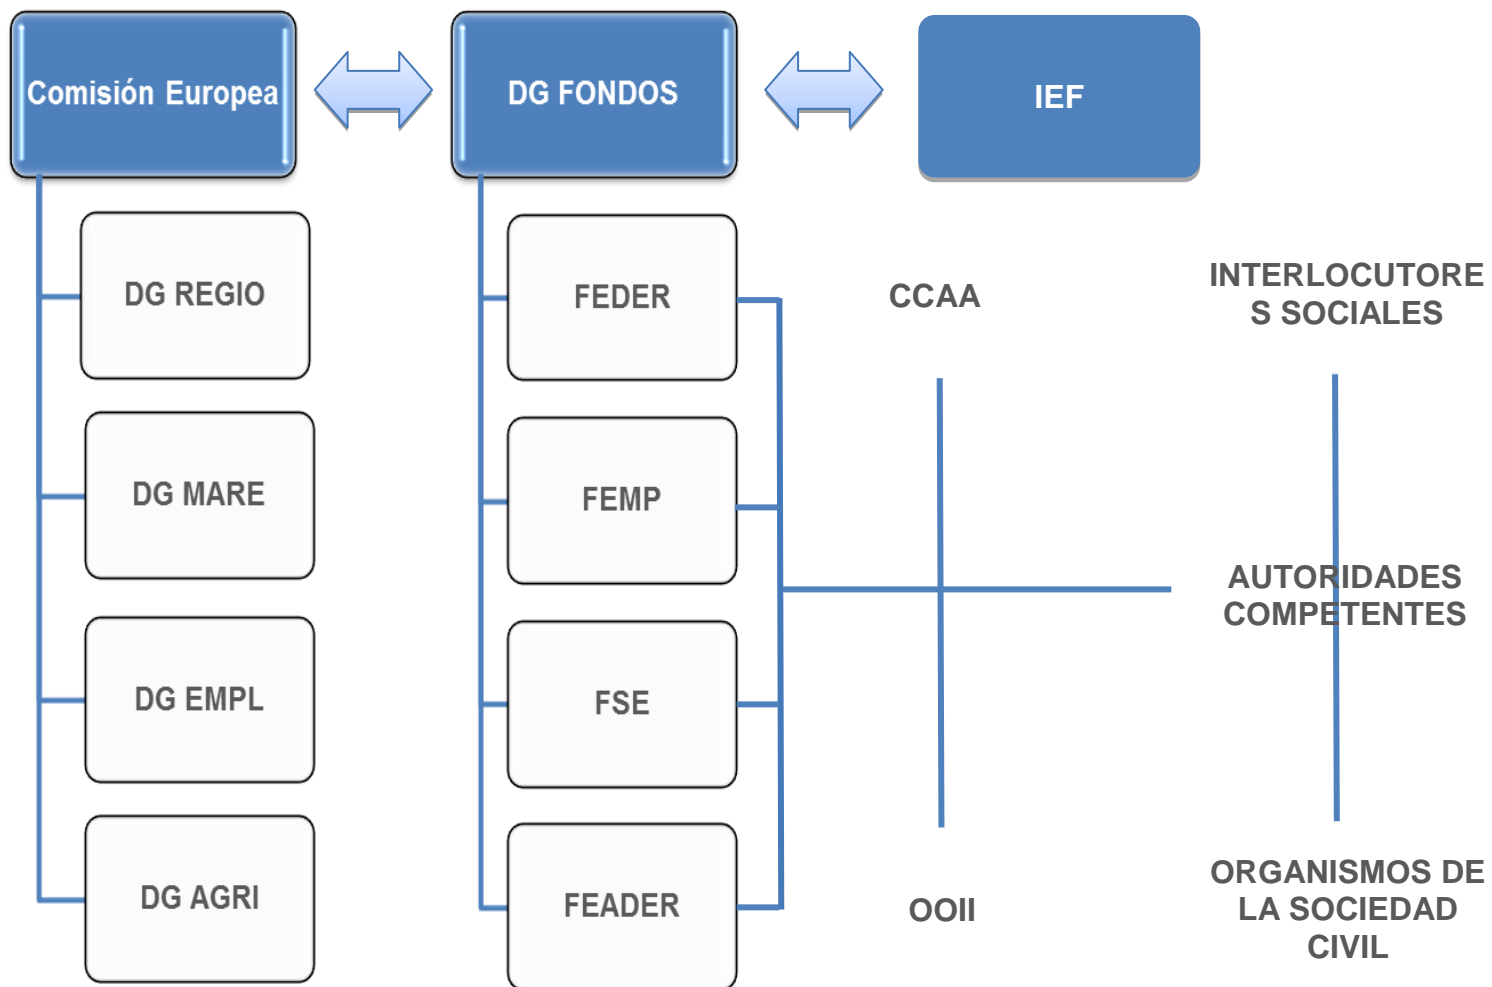 Comisión Europea
DG FONDOS
IEF
DG REGIO
FEDER
CCAA
INTERLOCUTORE
S SOCIALES
DG MARE
FEMP
AUTORIDADES
COMPETENTES
DG EMPL
FSE
DG AGRI
FEADER
OOII
ORGANISMOS DE
LA SOCIEDAD
CIVIL